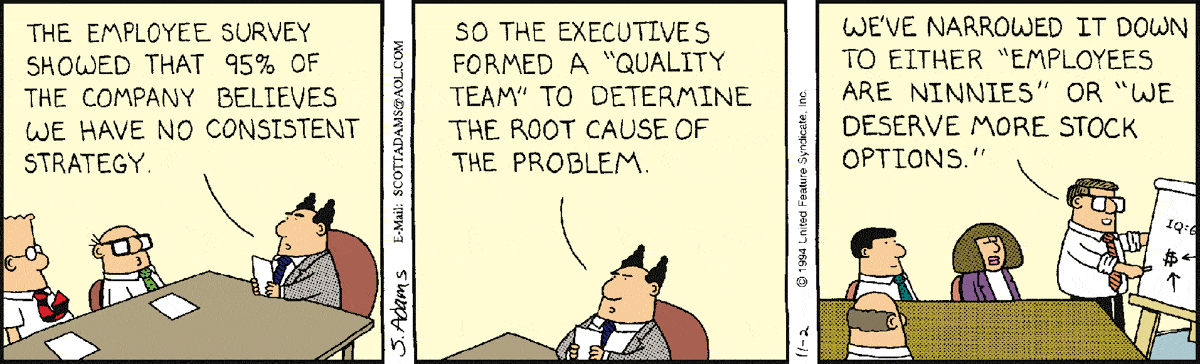 THE EMPLOYEE SURVEY
SHOWED THAT 95% OF
THE COMPANY BELIEVES
WE HAVE NO CONSISTENT
STRATEGY.
S. Adams
E-Mail: SCOTTADAMS@AOL.COM
SO THE EXECUTIVES
FORMED A "QUALITY
TEAM" TO DETERMINE
THE ROOT CAUSE OF
THE PROBLEM.
11-2
© 1994 United Feature Syndicate, Inc.
WE'VE NARROWED IT DOWN
TO EITHER "EMPLOYEES
ARE NINNIES" OR "WE
DESERVE MORE STOCK
OPTIONS."
IQ=6
$